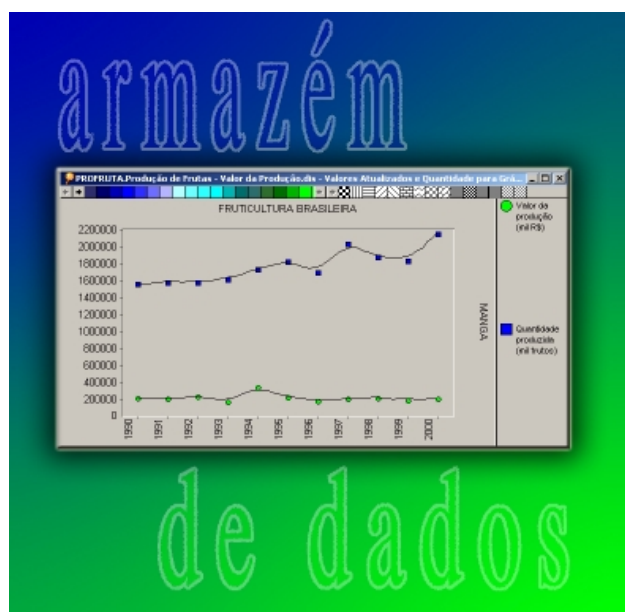 armazém
PROFRUTA.Produção de Frutas - Valor da Produção.dis - Valores Atualizados e Quantidade para Grá...
FRUTICULTURA BRASILEIRA
Valor da
produção
(mil R$)
2200000
2000000
1800000
1600000
1400000
1200000
1000000
800000
600000
400000
200000
0
MANGA
Quantidade
produzida
(mil frutos)
1990
1991
1992
1993
1994
1995
1996
1997
1998
1999
2000
de dados